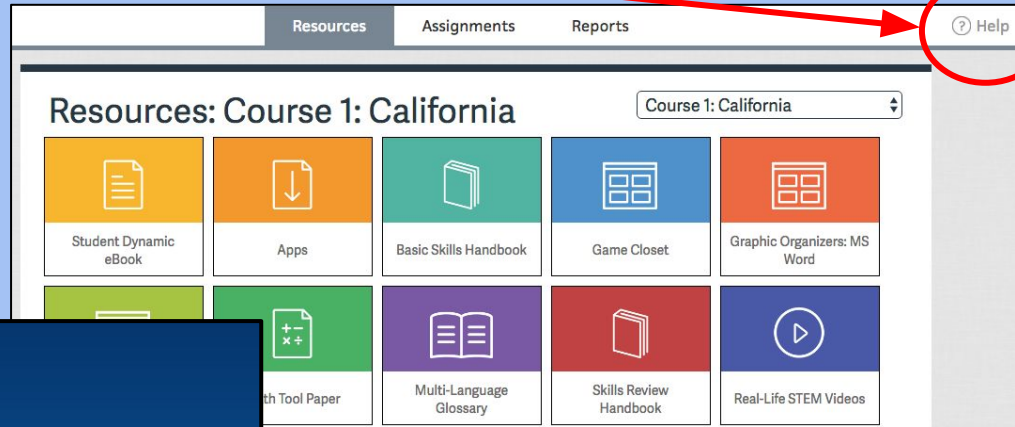 Resources Assignments Reports ? Help
Resources: Course 1: California
Course 1: California
Student Dynamic
eBook
Apps
Basic Skills Handbook
Game Closet
Graphic Organizers: MS
Word
Tool Paper
Multi-Language
Glossary
Skills Review
Handbook
Real-Life STEM Videos